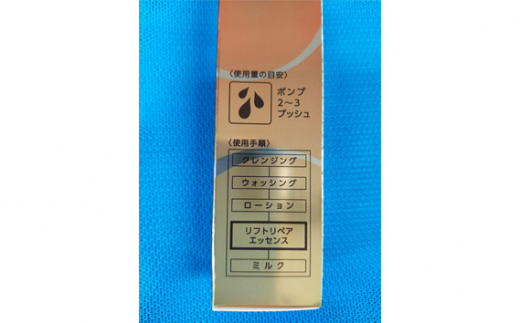 〈使用量の目安〉
ポンプ
2〜3
プッシュ
〈使用手順〉
クレンジング
ウォッシング
ローション
リフトリペア
エッセンス
ミルク